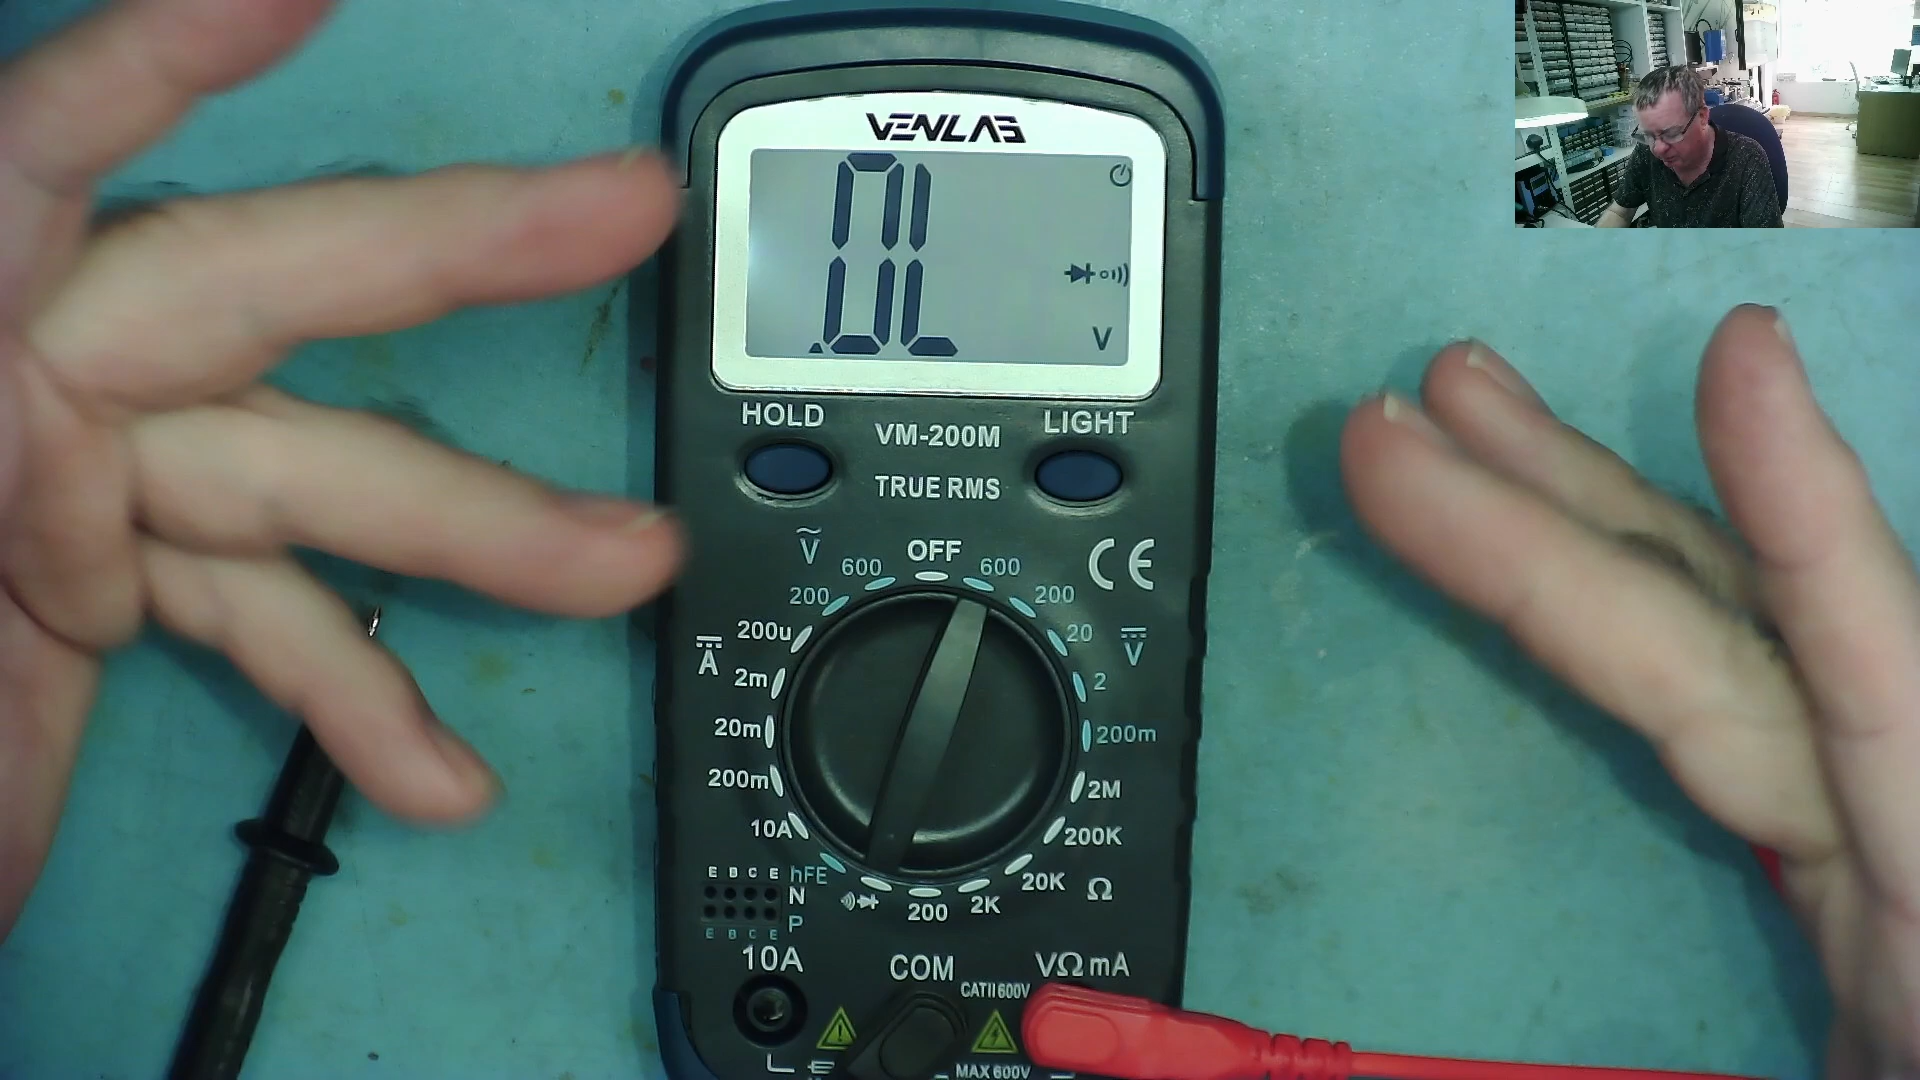 VENLAB
.0L
V
HOLD
VM-200M
LIGHT
TRUE RMS
V
600
OFF
600
CE
200
200
200u
20
A
V
2m
2
20m
200m
200m
2M
10A
200K
hFE
20K
Ω
E B C E
N
200
2K
P
E B C E
10A
COM
VΩmA
CATII 600V
MAX 600V